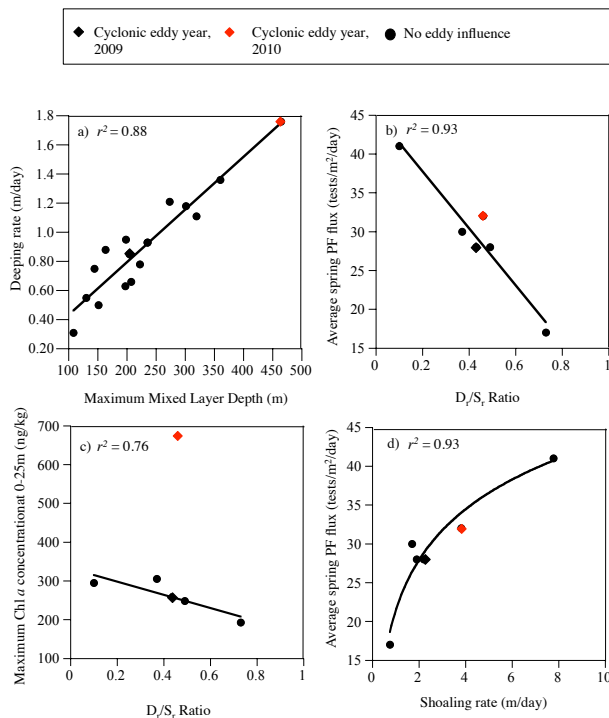 Cyclonic eddy year, 2009
Cyclonic eddy year, 2010
No eddy influence
a) r² = 0.88
Deeping rate (m/day)
1.8
1.6
1.4
1.2
1.0
0.80
0.60
0.40
0.20
100 150 200 250 300 350 400 450 500
Maximum Mixed Layer Depth (m)
b) r² = 0.93
Average spring PF flux (tests/m²/day)
45
40
35
30
25
20
15
0 0.2 0.4 0.6 0.8 1
Dᵣ/Sᵣ Ratio
c) r² = 0.76
Maximum Chl a concentrationat 0-25m (ng/kg)
700
600
500
400
300
200
100
0 0.2 0.4 0.6 0.8 1
Dᵣ/Sᵣ Ratio
d) r² = 0.93
Average spring PF flux (tests/m²/day)
45
40
35
30
25
20
15
0 2 4 6 8 10
Shoaling rate (m/day)